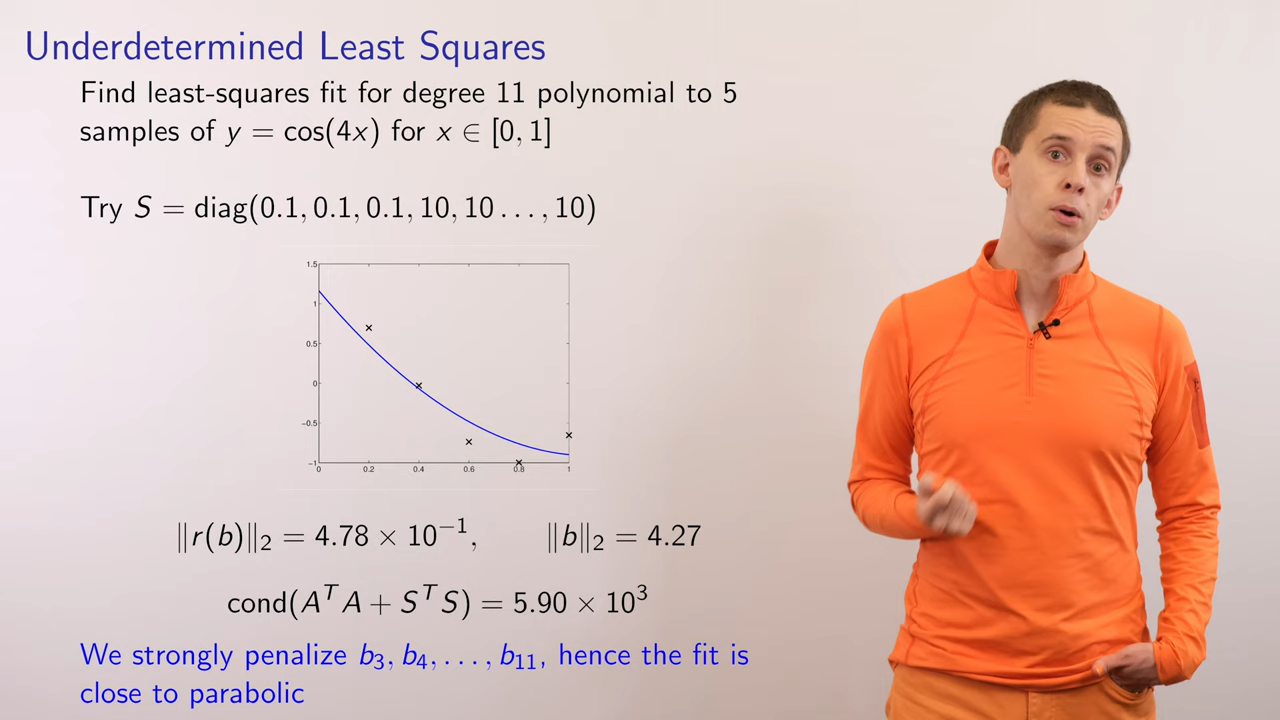 Underdetermined Least Squares
Find least-squares fit for degree 11 polynomial to 5
samples of y = cos(4x) for x ∈ [0, 1]
Try S = diag(0.1, 0.1, 0.1, 10, 10 . . . , 10)
1.5
1
0.5
0
−0.5
−1
0 0.2 0.4 0.6 0.8 1
‖r(b)‖₂ = 4.78 × 10⁻¹, ‖b‖₂ = 4.27
cond(AᵀA + SᵀS) = 5.90 × 10³
We strongly penalize b₃, b₄, . . . , b₁₁, hence the fit is
close to parabolic